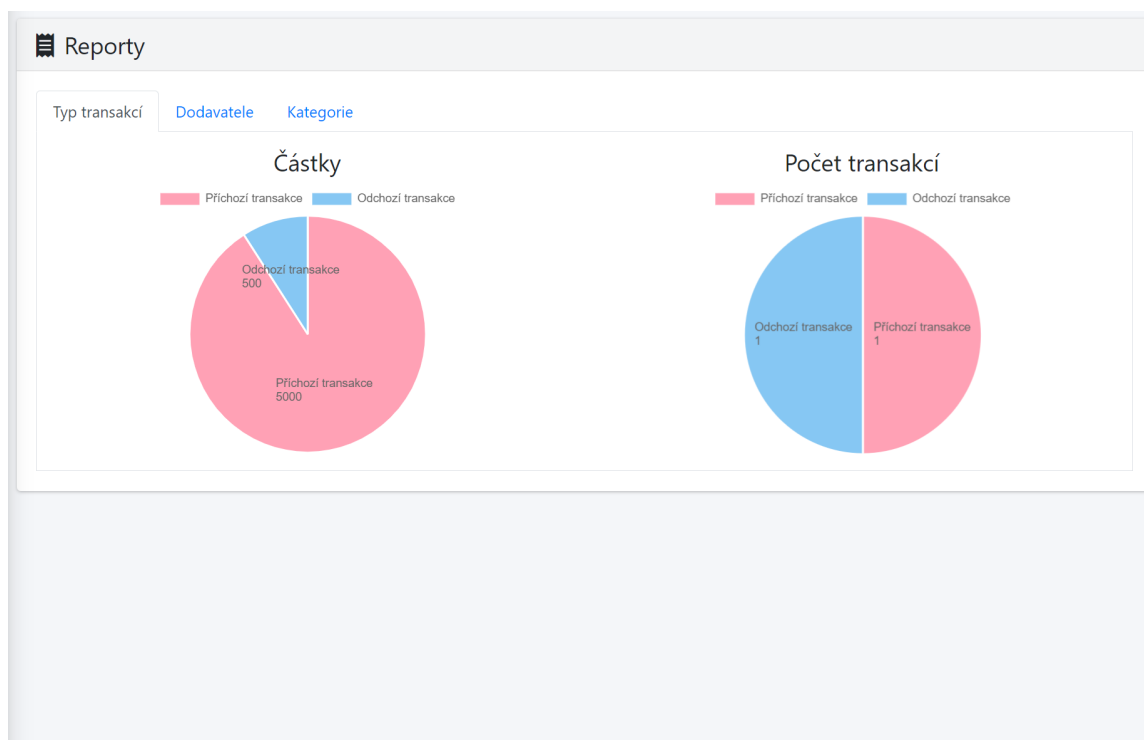 Reporty
Typ transakcí
Dodavatele
Kategorie
Částky
Příchozí transakce
Odchozí transakce
Odchozí transakce
500
Příchozí transakce
5000
Počet transakcí
Příchozí transakce
Odchozí transakce
Odchozí transakce
1
Příchozí transakce
1